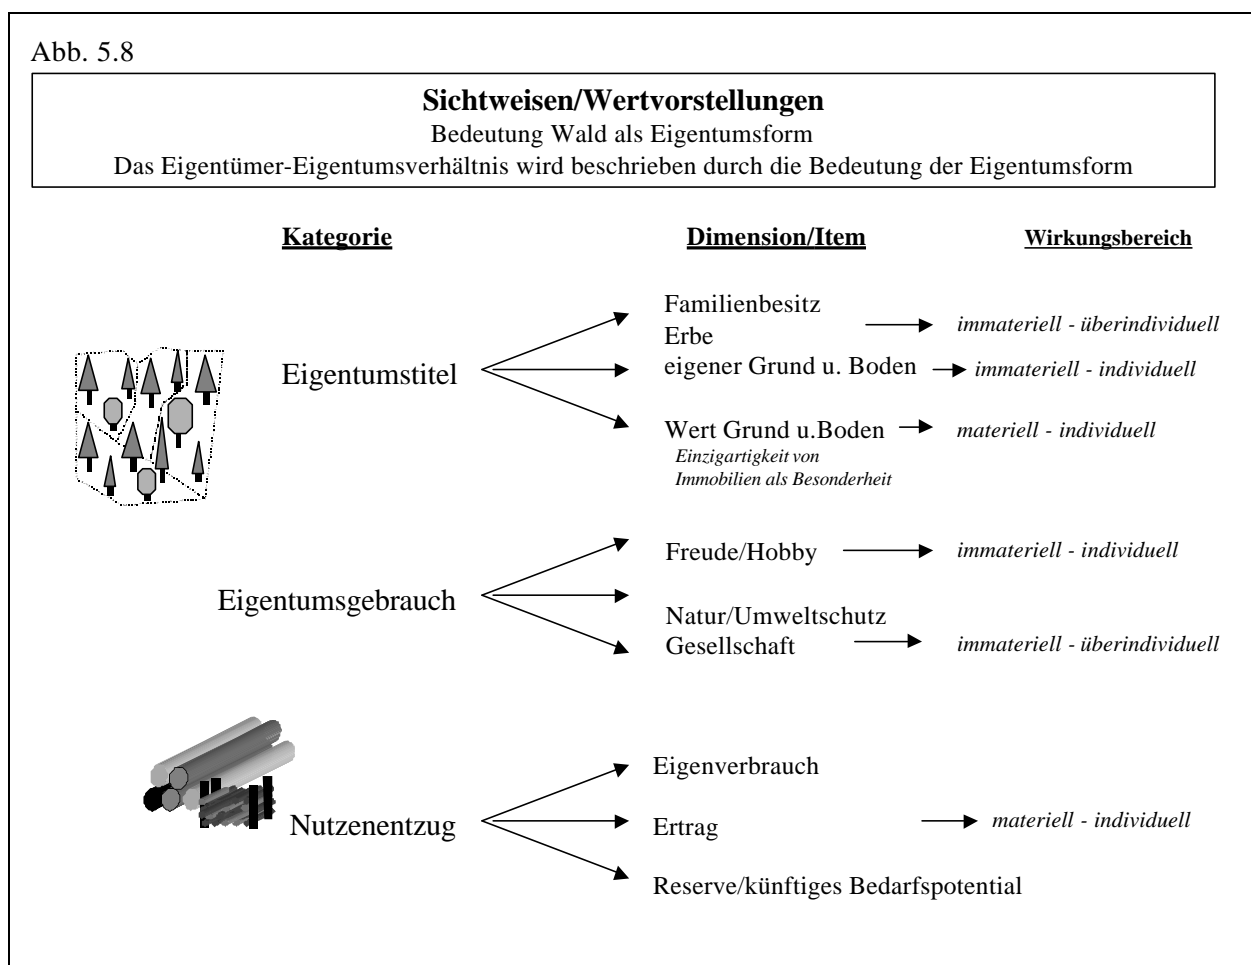 Abb. 5.8
Sichtweisen/Wertvorstellungen
Bedeutung Wald als Eigentumsform
Das Eigentümer-Eigentumsverhältnis wird beschrieben durch die Bedeutung der Eigentumsform
Kategorie Dimension/Item Wirkungsbereich
Familienbesitz
Erbe
immateriell - überindividuell
Eigentumstitel
eigener Grund u. Boden
immateriell - individuell
Wert Grund u.Boden
materiell - individuell
Einzigartigkeit von
Immobilien als Besonderheit
Freude/Hobby
immateriell - individuell
Eigentumsgebrauch
Natur/Umweltschutz
Gesellschaft
immateriell - überindividuell
Eigenverbrauch
Nutzenentzug
Ertrag
materiell - individuell
Reserve/künftiges Bedarfspotential